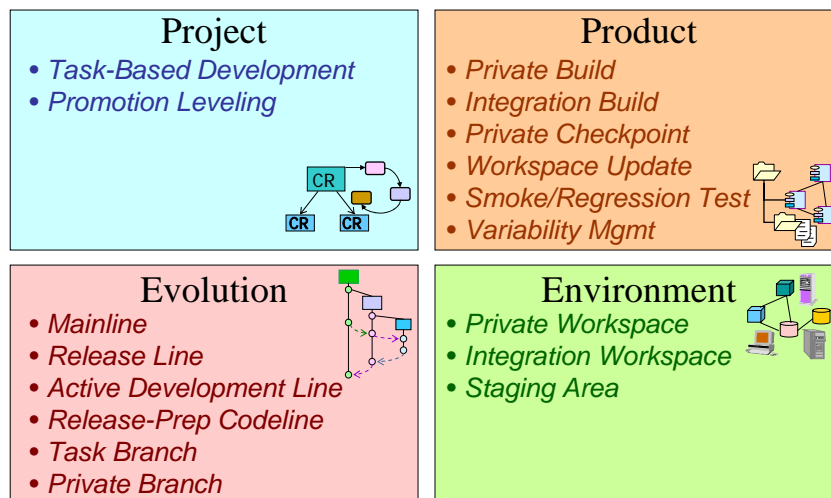 Project
• Task-Based Development
• Promotion Leveling
CR
CR
CR
Product
• Private Build
• Integration Build
• Private Checkpoint
• Workspace Update
• Smoke/Regression Test
• Variability Mgmt
Evolution
• Mainline
• Release Line
• Active Development Line
• Release-Prep Codeline
• Task Branch
• Private Branch
Environment
• Private Workspace
• Integration Workspace
• Staging Area